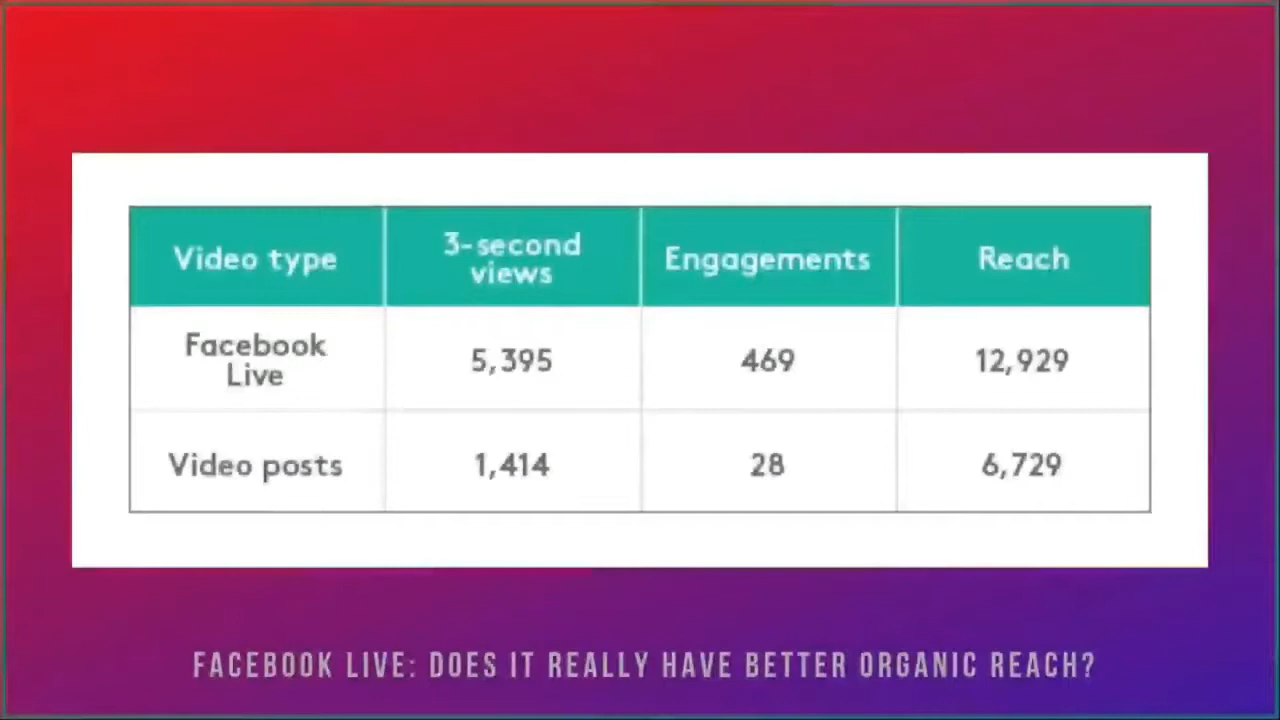 Video type
3-second
views
Engagements
Reach
Facebook
Live
5,395
469
12,929
Video posts
1,414
28
6,729
FACEBOOK LIVE: DOES IT REALLY HAVE BETTER ORGANIC REACH?